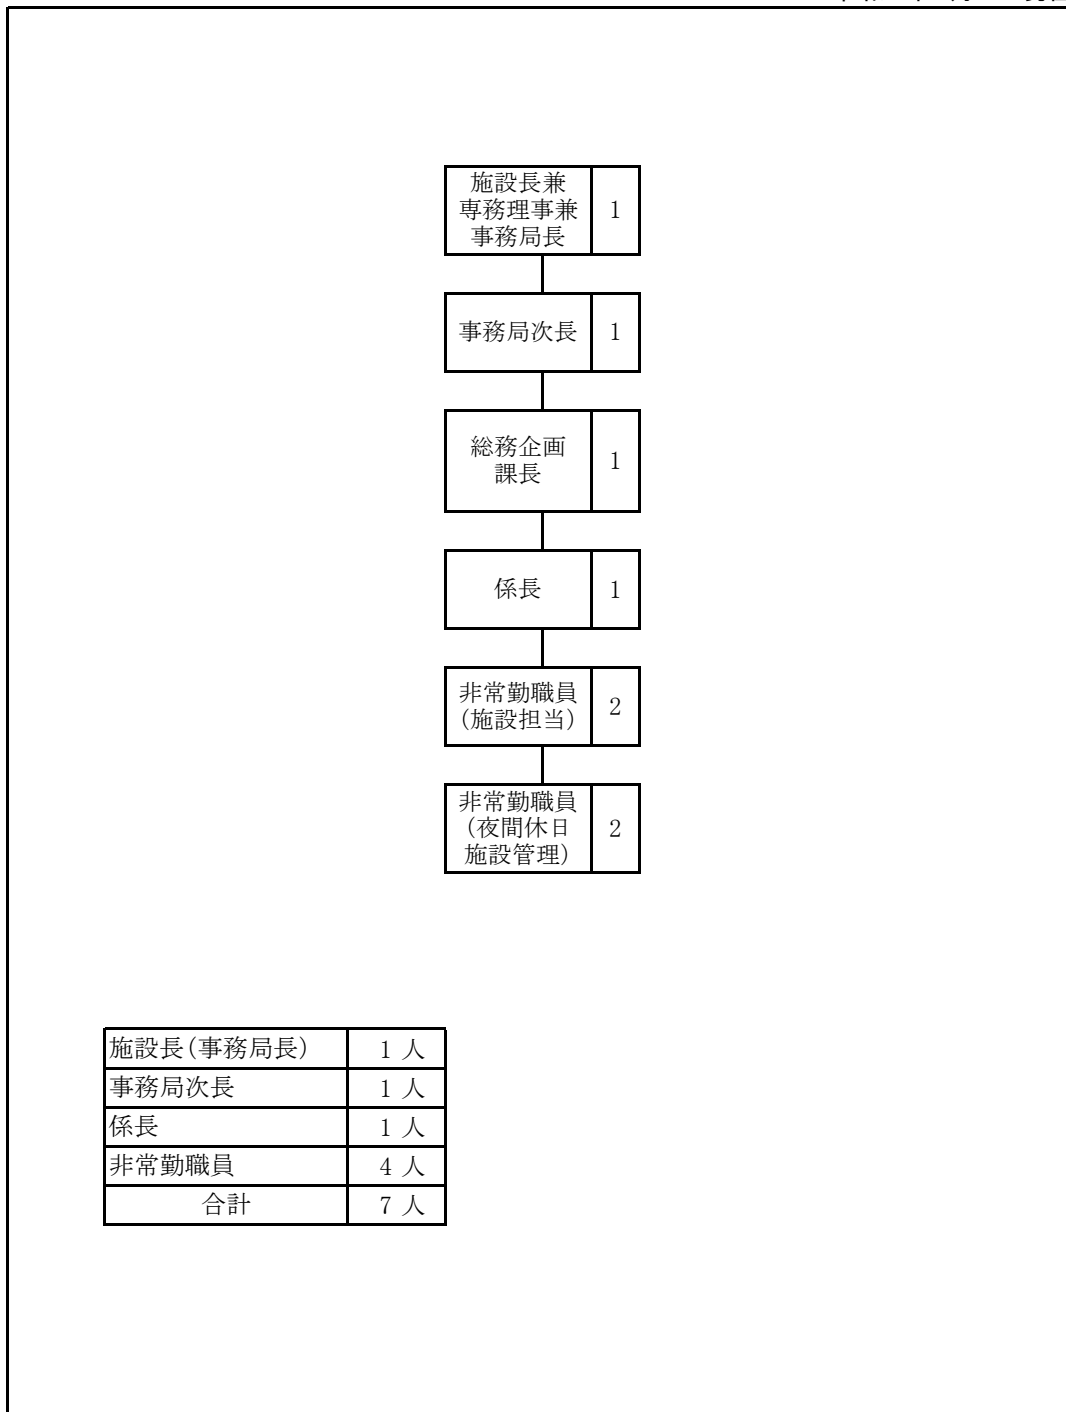 施設長兼
専務理事兼
事務局長
1
事務局次長
1
総務企画
課長
1
係長
1
非常勤職員
(施設担当)
2
非常勤職員
(夜間休日
施設管理)
2
施設長(事務局長) 1 人
事務局次長 1 人
係長 1 人
非常勤職員 4 人
合計 7 人